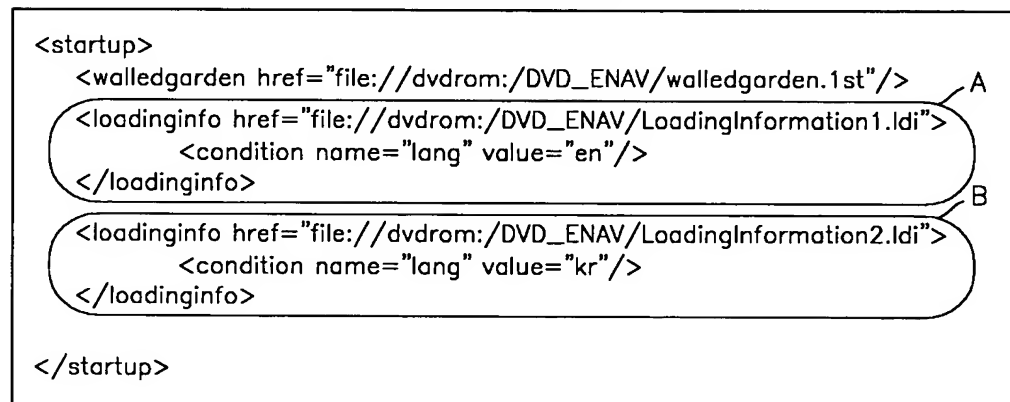 <startup>
<walledgarden href="file://dvdrom:/DVD_ENAV/walledgarden.1st"/>
A
<loadinginfo href="file://dvdrom:/DVD_ENAV/LoadingInformation1.ldi">
<condition name="lang" value="en"/>
</loadinginfo>
B
<loadinginfo href="file://dvdrom:/DVD_ENAV/LoadingInformation2.ldi">
<condition name="lang" value="kr"/>
</loadinginfo>
</startup>